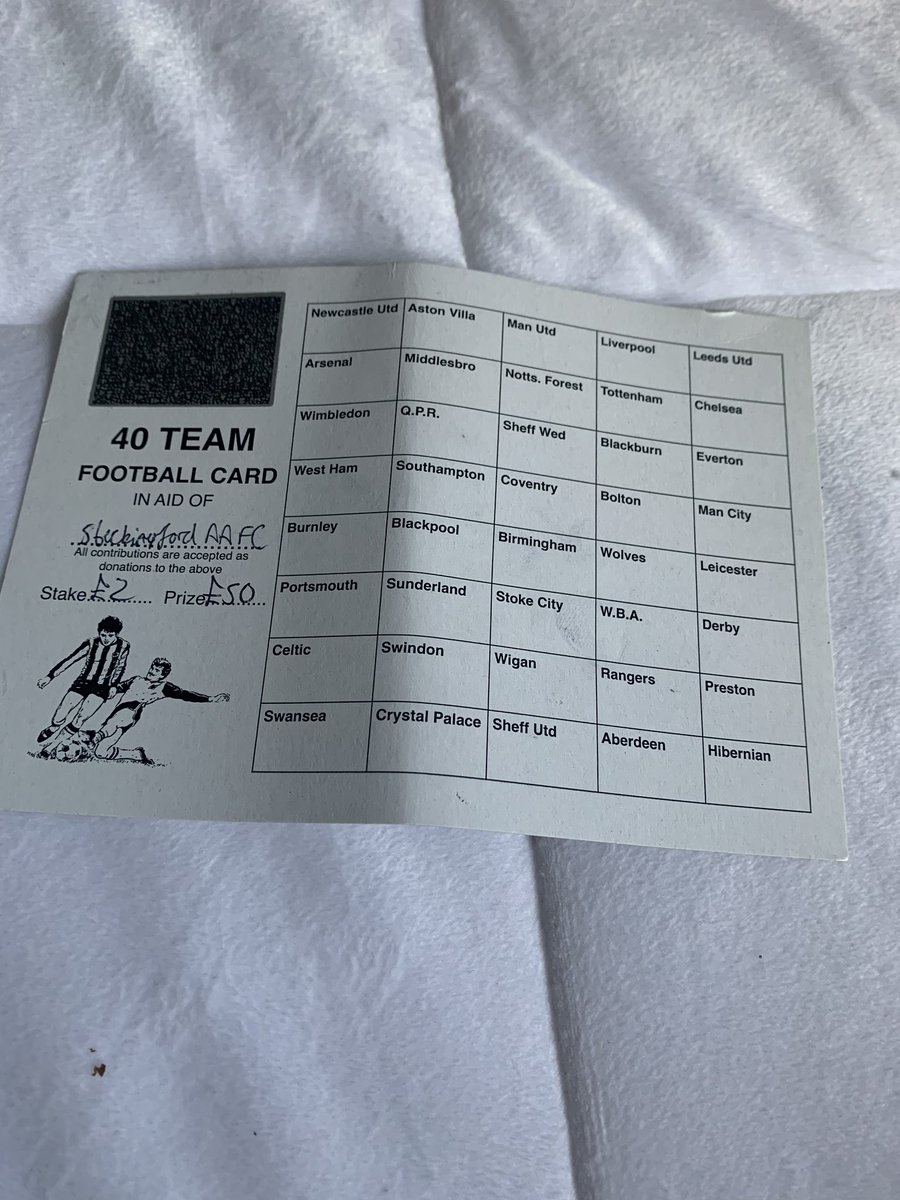 40 TEAM
FOOTBALL CARD
IN AID OF
Stockingford AAFC
All contributions are accepted as
donations to the above
Stake £2 ..... Prize £50 ...
Newcastle Utd Aston Villa Man Utd Liverpool Leeds Utd
Arsenal Middlesbro Notts. Forest Tottenham Chelsea
Wimbledon Q.P.R. Sheff Wed Blackburn Everton
West Ham Southampton Coventry Bolton Man City
Burnley Blackpool Birmingham Wolves Leicester
Portsmouth Sunderland Stoke City W.B.A. Derby
Celtic Swindon Wigan Rangers Preston
Swansea Crystal Palace Sheff Utd Aberdeen Hibernian